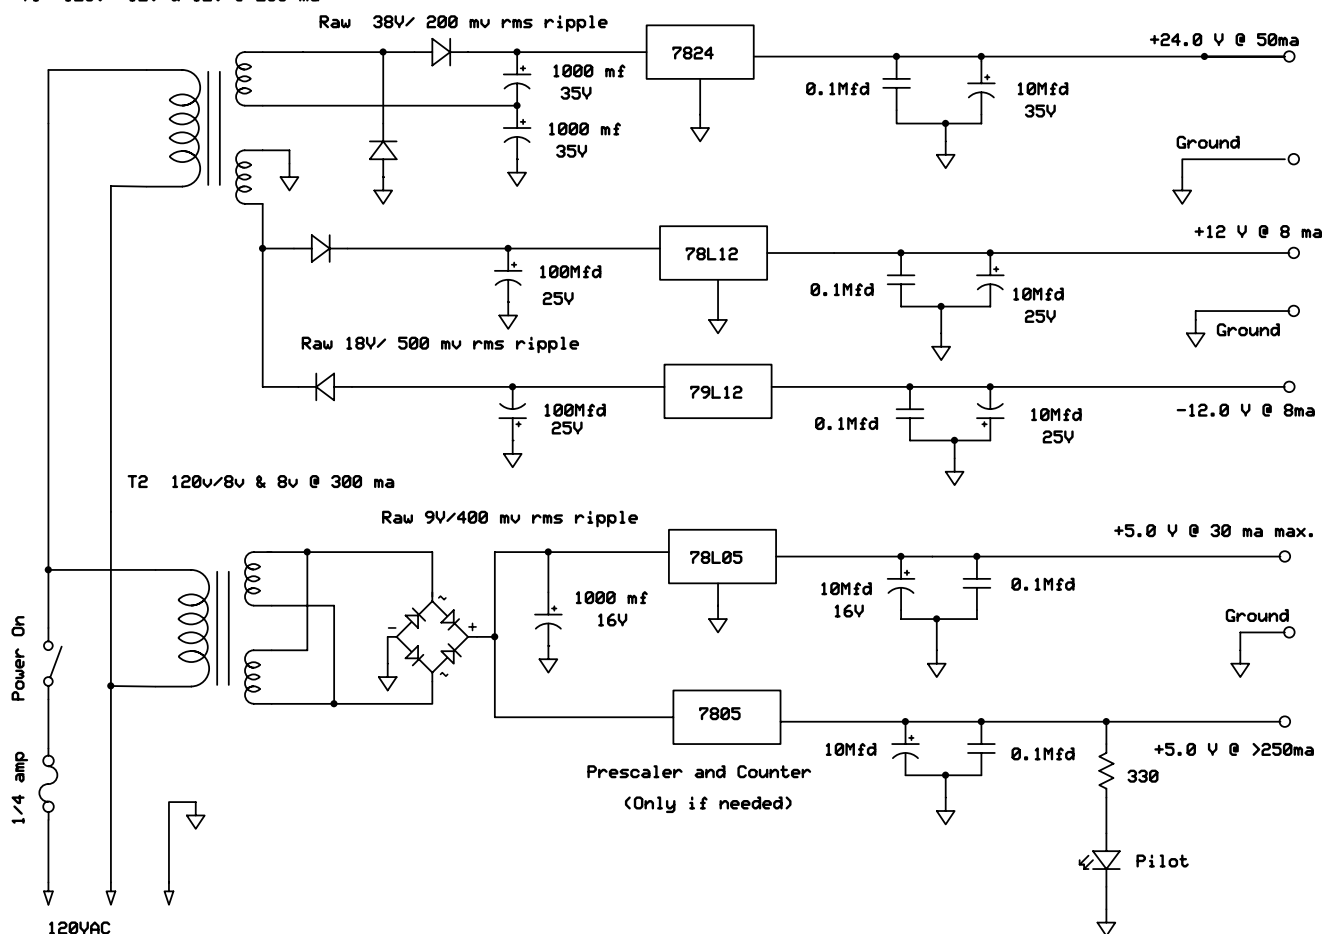 Raw 38V/ 200 mv rms ripple
7824
+24.0 V @ 50ma
1000 mf
35V
0.1Mfd
10Mfd
35V
1000 mf
35V
Ground
+12 V @ 8 ma
78L12
100Mfd
25V
0.1Mfd
10Mfd
25V
Ground
Raw 18V/ 500 mv rms ripple
79L12
100Mfd
25V
0.1Mfd
10Mfd
25V
-12.0 V @ 8ma
T2 120v/8v & 8v @ 300 ma
Raw 9V/400 mv rms ripple
+5.0 V @ 30 ma max.
78L05
1000 mf
16V
10Mfd
16V
0.1Mfd
~
- +
~
Ground
Power On
7805
10Mfd
0.1Mfd
+5.0 V @ >250ma
330
Prescaler and Counter
(Only if needed)
1/4 amp
Pilot
120VAC